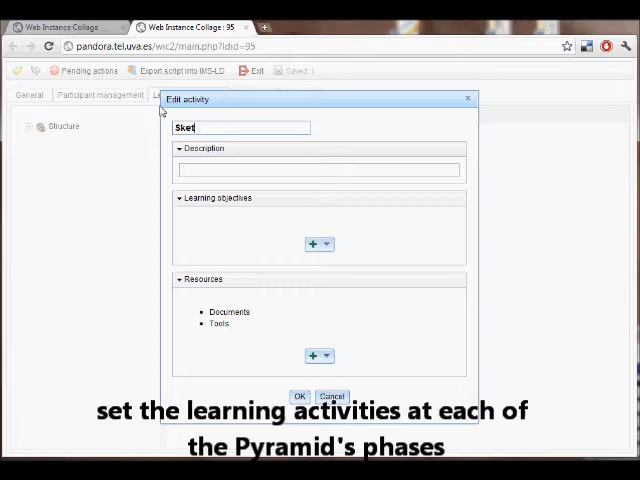 Web Instance Collage
Web Instance Collage : 95
pandora.tel.uva.es/wic2/main.php?ldid=95
Pending actions
Export script into IMS-LD
Exit
Saved :)
General
Participant management
Le
Structure
Edit activity
Sket
Description
Learning objectives
Resources
Documents
Tools
OK
Cancel
set the learning activities at each of
the Pyramid's phases